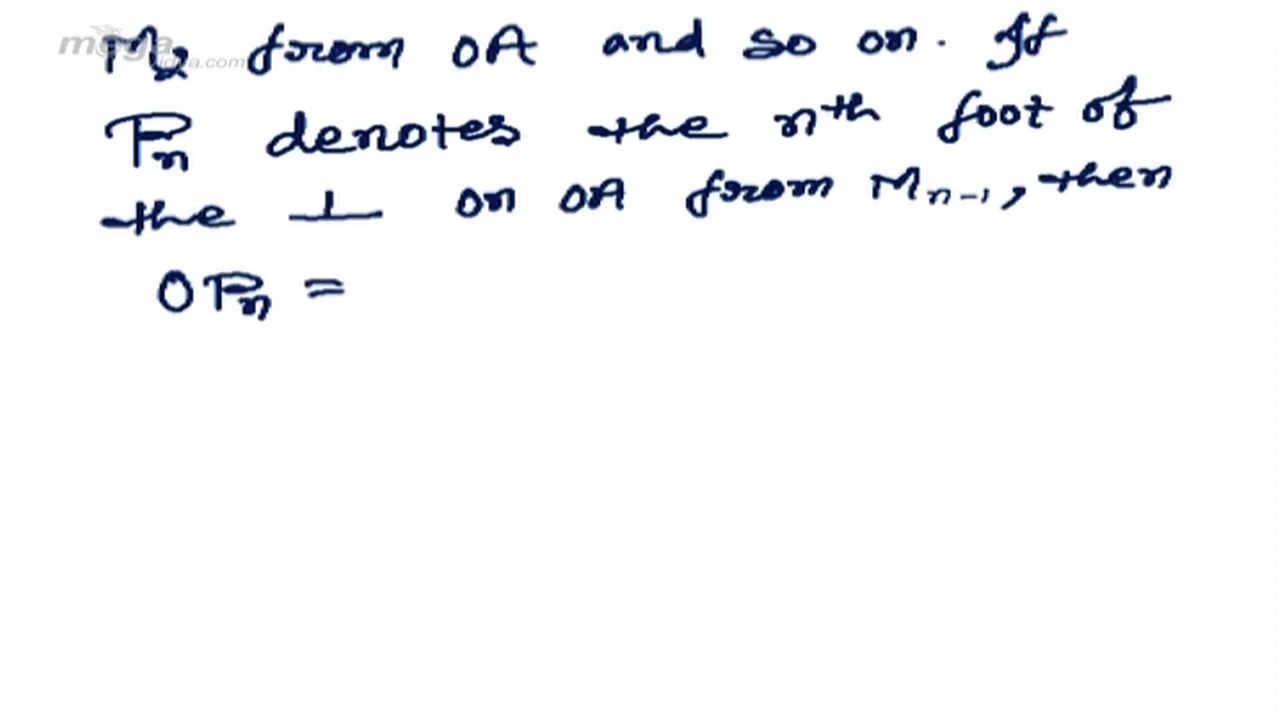 M₂ from OA and so on. If
Pₙ denotes the nth foot of
the ⊥ on OA from Mₙ₋₁, then
OPₙ =